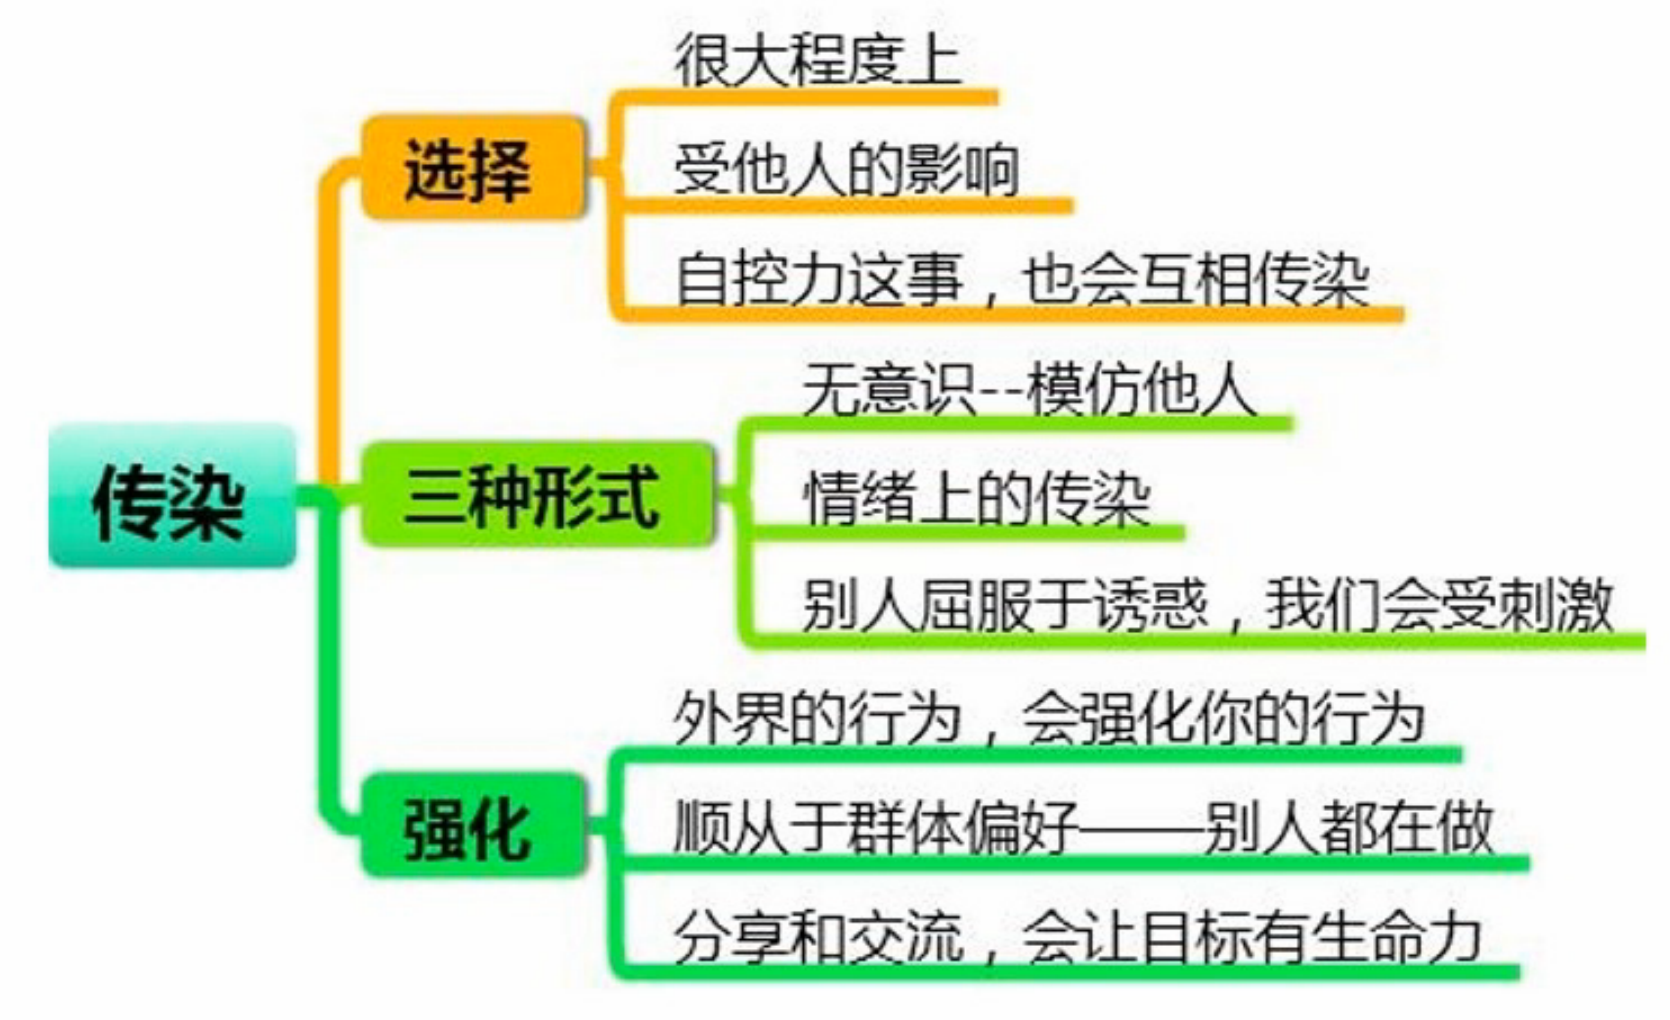 传染
选择
很大程度上
受他人的影响
自控力这事，也会互相传染
三种形式
无意识--模仿他人
情绪上的传染
别人屈服于诱惑，我们会受刺激
强化
外界的行为，会强化你的行为
顺从于群体偏好——别人都在做
分享和交流，会让目标有生命力